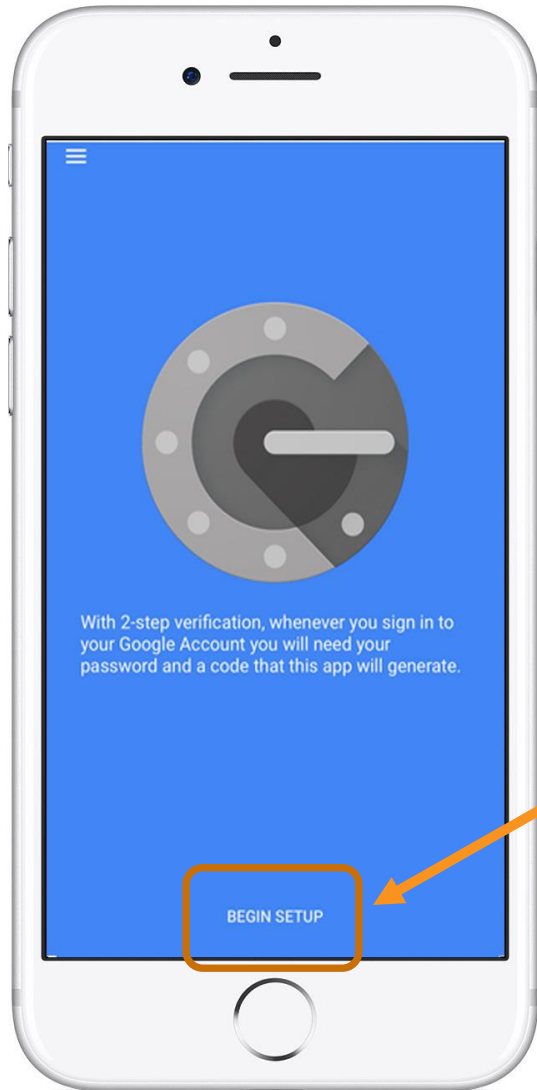 With 2-step verification, whenever you sign in to
your Google Account you will need your
password and a code that this app will generate.
BEGIN SETUP